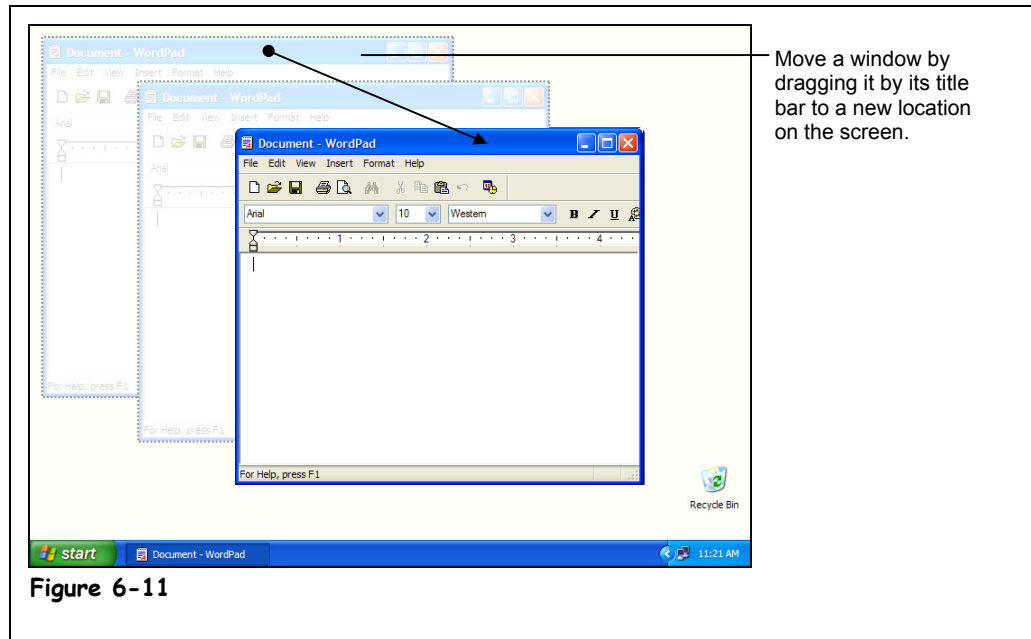 Document - WordPad
File Edit View Insert Format Help
Arial
For Help, press F1
Document - WordPad
File Edit View Insert Format Help
Arial
For Help, press F1
Document - WordPad
File Edit View Insert Format Help
Arial 10 Western B I U
1 2 3 4
For Help, press F1
Move a window by
dragging it by its title
bar to a new location
on the screen.
Recycle Bin
start Document - WordPad 11:21 AM
Figure 6-11